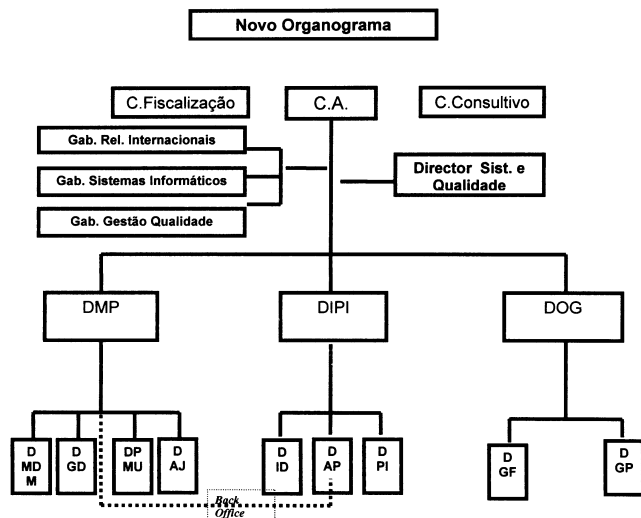 Novo Organograma
C.Fiscalização
C.A.
C.Consultivo
Gab. Rel. Internacionais
Gab. Sistemas Informáticos
Gab. Gestão Qualidade
Director Sist. e
Qualidade
DMP
DIPI
DOG
D
MD
M
D
GD
DP
MU
D
AJ
D
ID
D
AP
D
PI
D
GF
D
GP
Back
Office